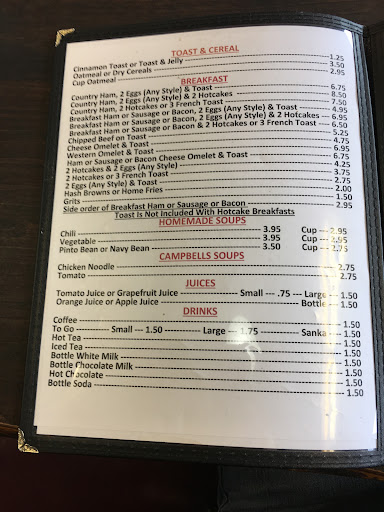 TOAST & CEREAL
Cinnamon Toast or Toast & Jelly 1.25
Oatmeal or Dry Cereals 3.50
Cup Oatmeal 2.95
BREAKFAST
Country Ham, 2 Eggs (Any Style) & Toast 6.75
Country Ham, 2 Eggs (Any Style) & 2 Hotcakes 8.50
Country Ham, 2 Hotcakes or 3 French Toast 7.50
Breakfast Ham or Sausage or Bacon, 2 Eggs (Any Style) & Toast 4.95
Breakfast Ham or Sausage or Bacon, 2 Eggs (Any Style) & 2 Hotcakes 6.95
Breakfast Ham or Sausage or Bacon & 2 Hotcakes or 3 French Toast 6.50
Chipped Beef on Toast 5.25
Cheese Omelet & Toast 4.75
Western Omelet & Toast 6.95
Ham or Sausage or Bacon Cheese Omelet & Toast 6.75
2 Hotcakes & 2 Eggs (Any Style) 4.25
2 Hotcakes or 3 French Toast 3.75
2 Eggs (Any Style) & Toast 2.75
Hash Browns or Home Fries 2.00
Grits 1.50
Side order of Breakfast Ham or Sausage or Bacon 2.95
Toast Is Not Included With Hotcake Breakfasts
HOMEMADE SOUPS
Chili 3.95 Cup --- 2.95
Vegetable 3.95 Cup --- 2.95
Pinto Bean or Navy Bean 3.50 Cup --- 2.75
CAMPBELLS SOUPS
Chicken Noodle 2.75
Tomato 2.75
JUICES
Tomato Juice or Grapefruit Juice Small --- .75 --- Large --- 1.50
Orange Juice or Apple Juice Bottle --- 1.50
DRINKS
Coffee 1.50
To Go Small --- 1.50 Large --- 1.75 Sanka --- 1.50
Hot Tea 1.50
Iced Tea 1.50
Bottle White Milk 1.50
Bottle Chocolate Milk 1.50
Hot Chocolate 1.50
Bottle Soda 1.50